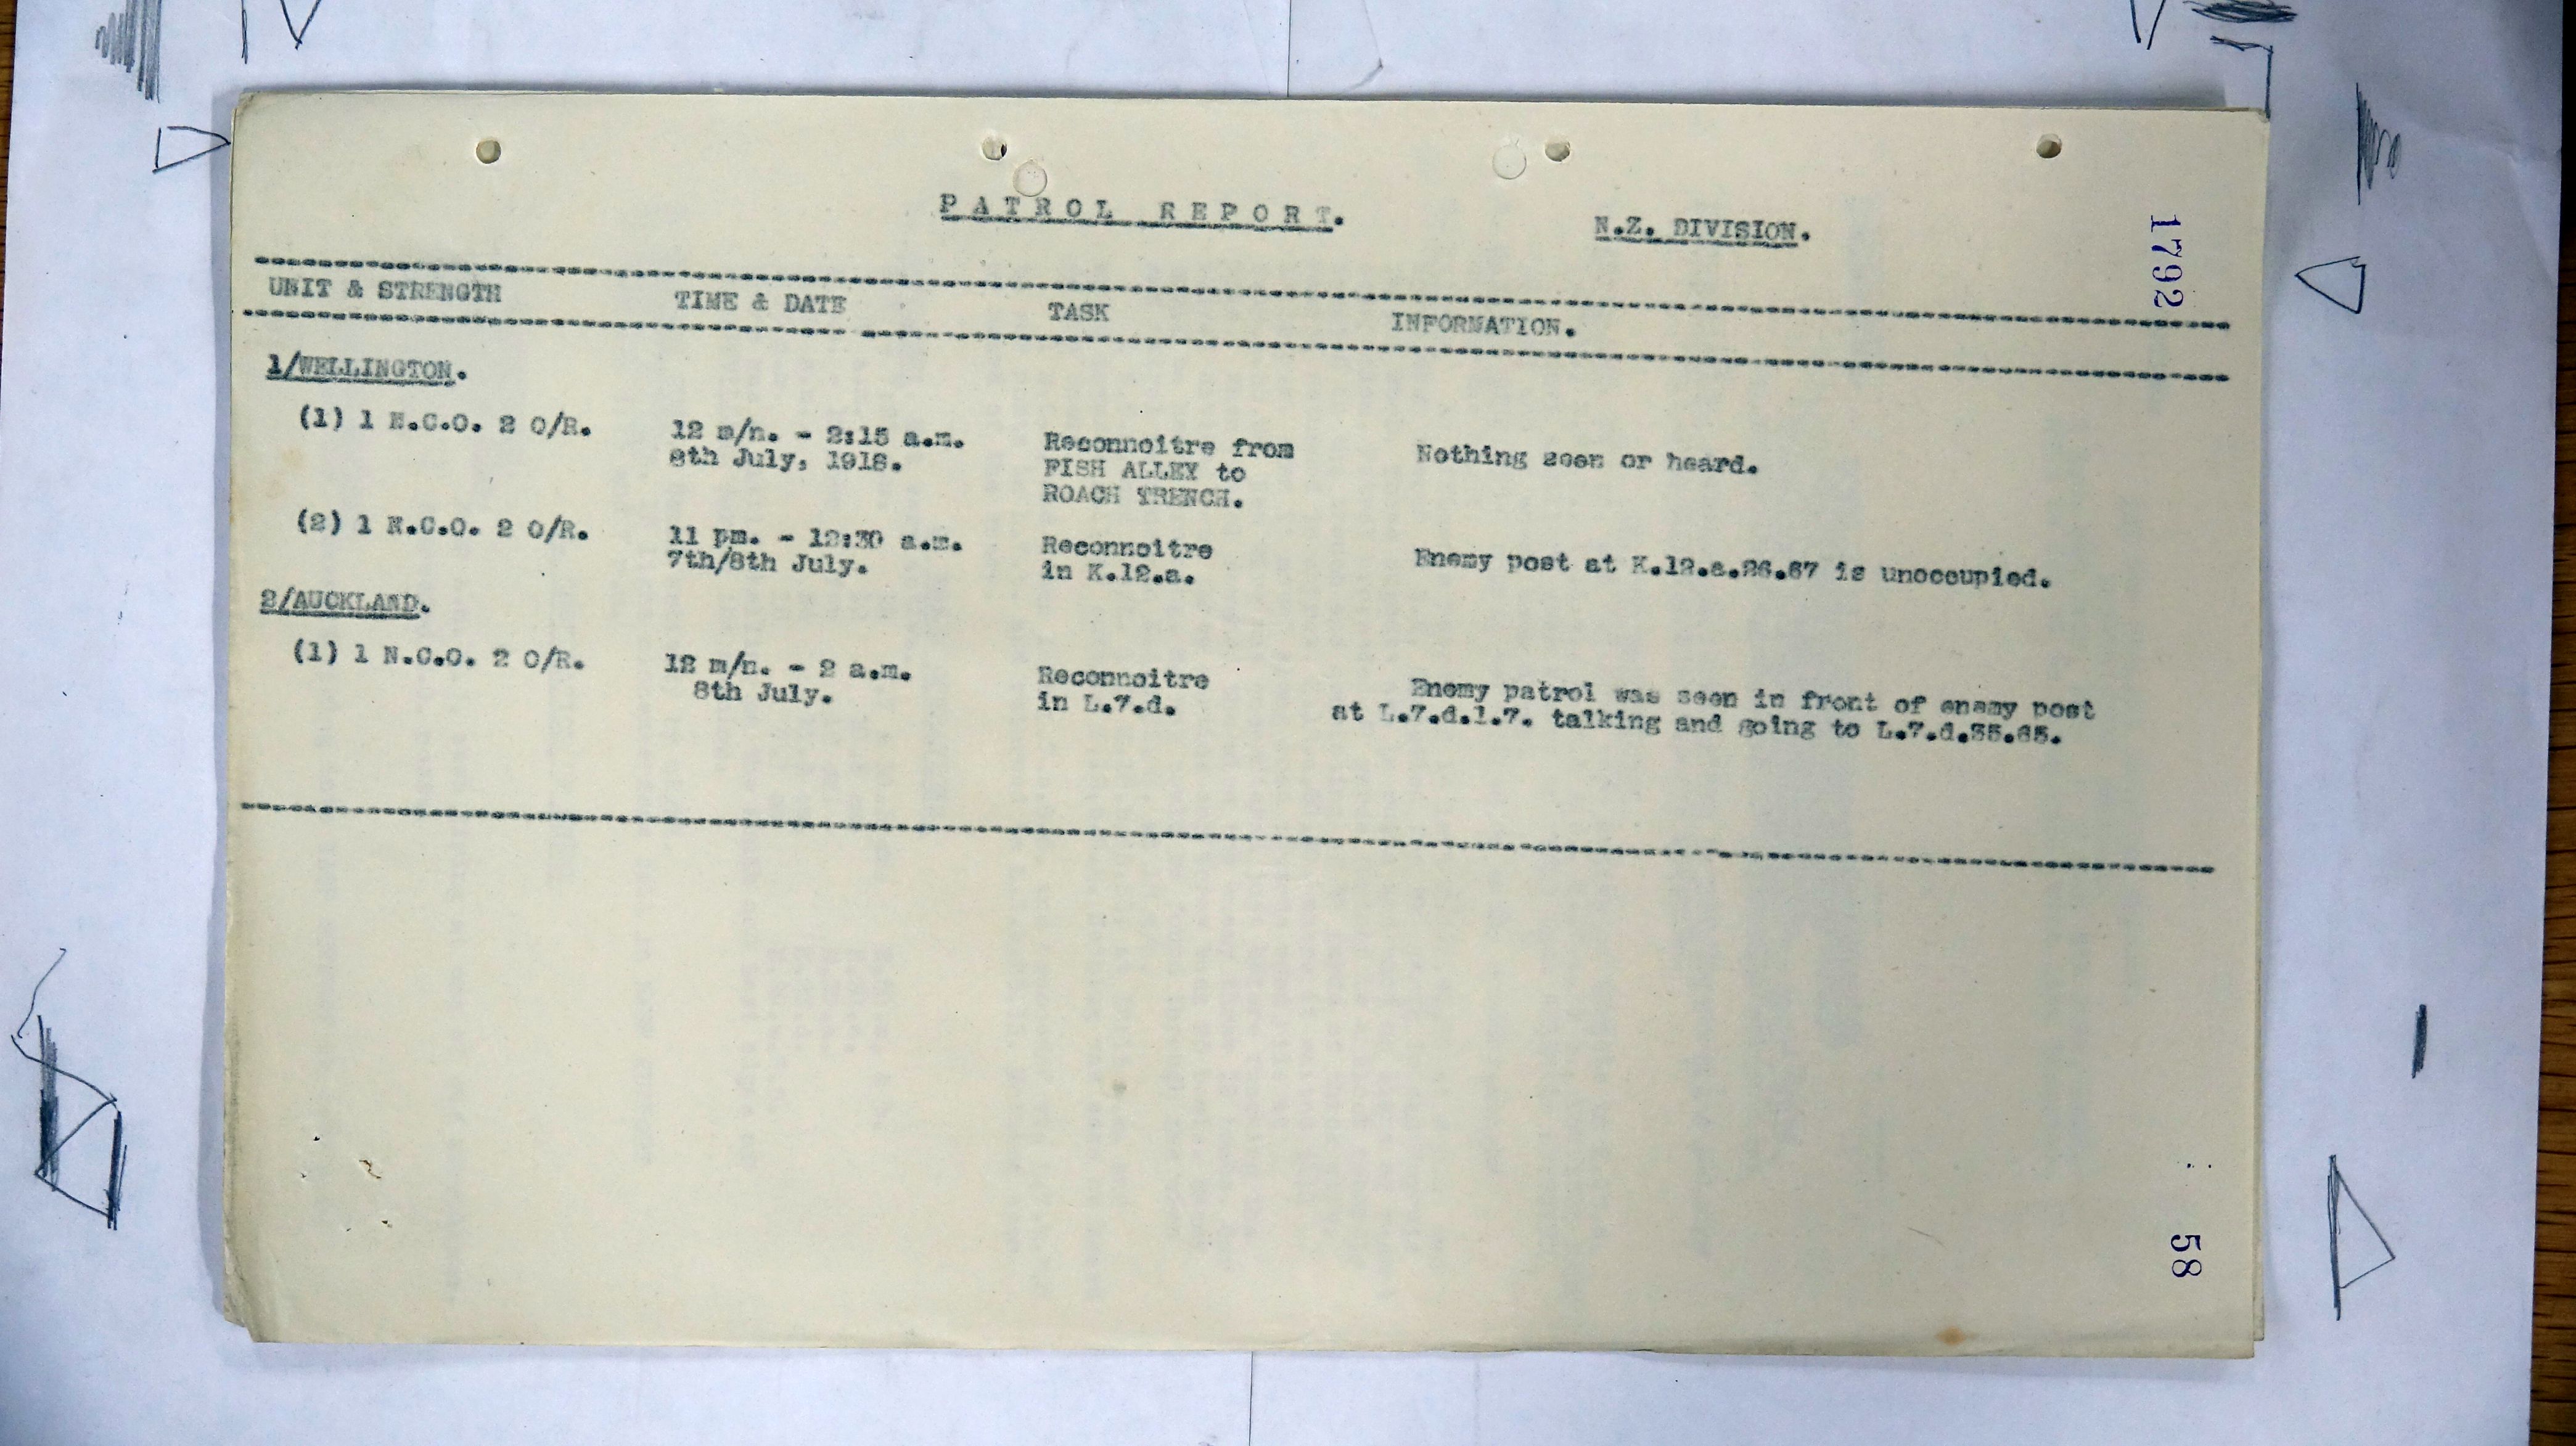 PATROL REPORT.
N.Z. DIVISION.
1792
UNIT & STRENGTH TIME & DATE TASK INFORMATION.
1/WELLINGTON.
(1) 1 N.C.O. 2 O/R. 12 m/n. - 2:15 a.m. Reconnoitre from Nothing seen or heard.
8th July, 1918. FISH ALLEY to
ROACH TRENCH.
(2) 1 N.C.O. 2 O/R. 11 pm. - 12:30 a.m. Reconnoitre Enemy post at K.12.a.26.67 is unoccupied.
7th/8th July. in K.12.a.
2/AUCKLAND.
(1) 1 N.C.O. 2 O/R. 12 m/n. - 2 a.m. Reconnoitre Enemy patrol was seen in front of enemy post
8th July. in L.7.d. at L.7.d.1.7. talking and going to L.7.d.35.65.
58